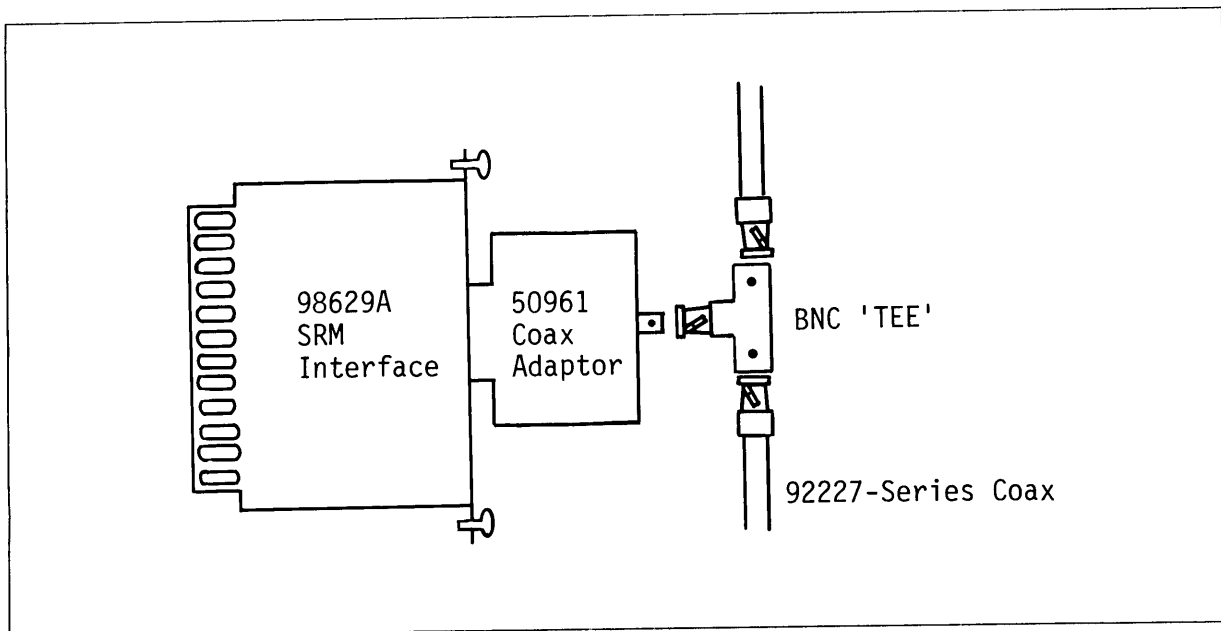 98629A
SRM
Interface
50961
Coax
Adaptor
BNC 'TEE'
92227-Series Coax